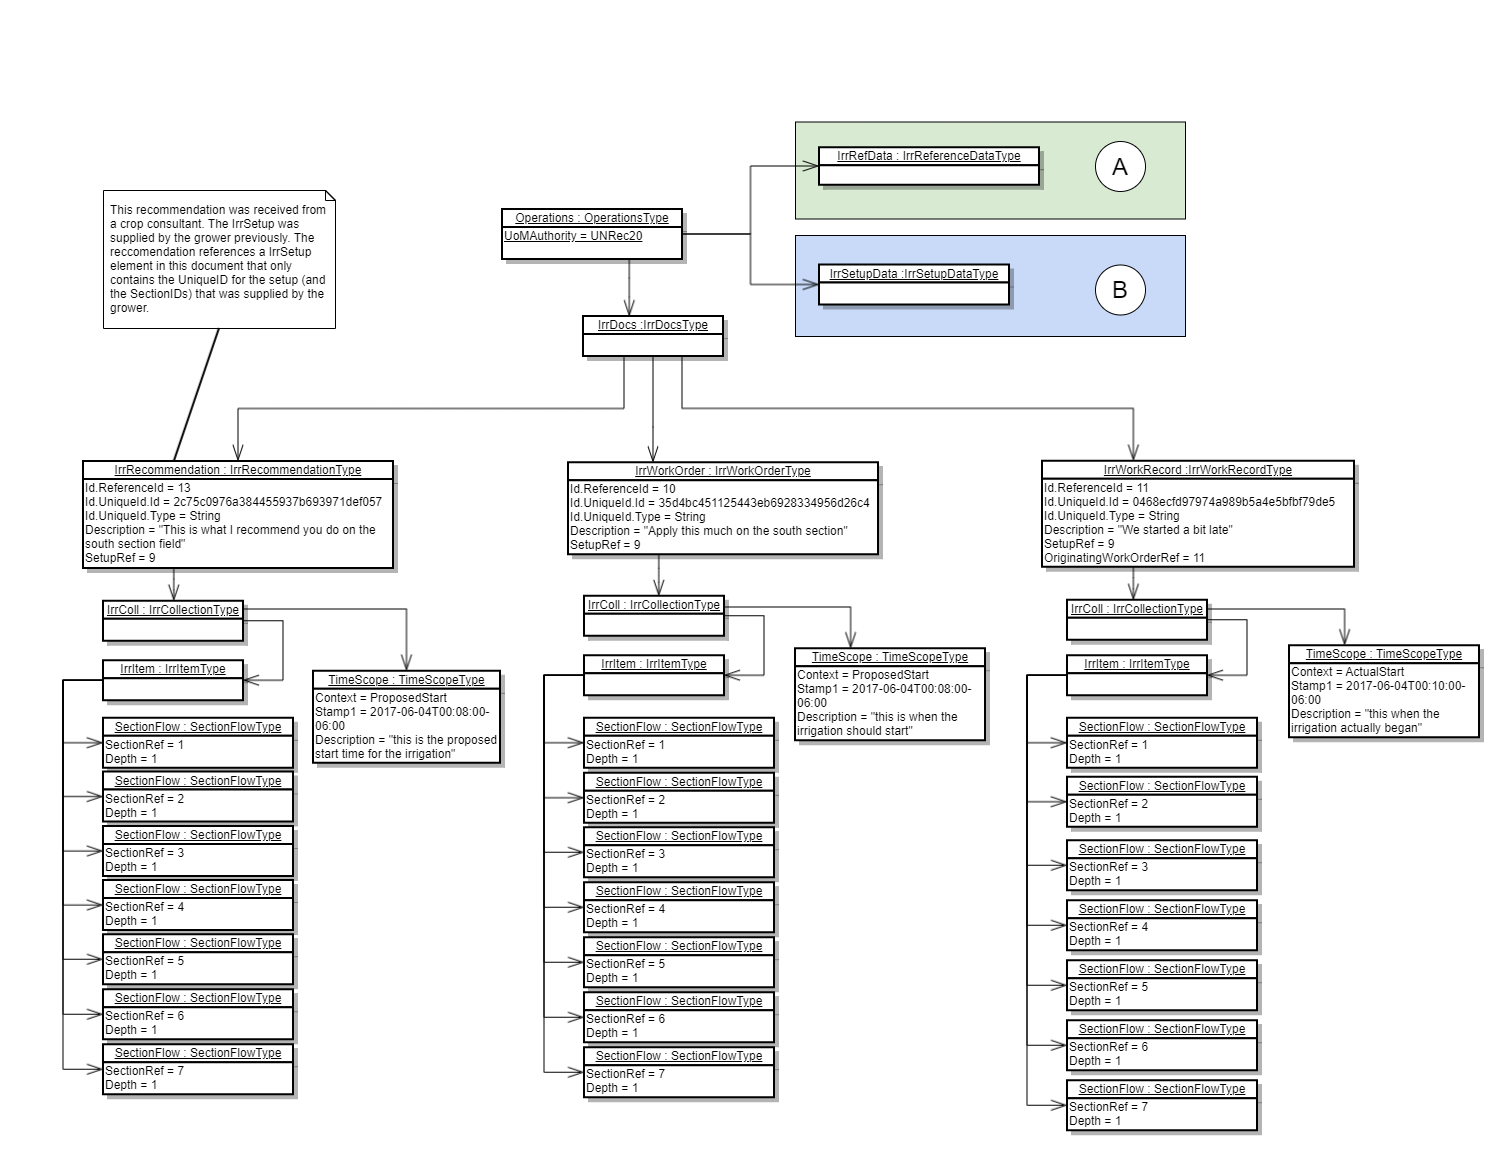 IrrRefData : IrrReferenceDataType
A
This recommendation was received from
a crop consultant. The IrrSetup was
supplied by the grower previously. The
reccomendation references a IrrSetup
element in this document that only
contains the UniqueID for the setup (and
the SectionIDs) that was supplied by the
grower.
Operations : OperationsType
UoMAuthority = UNRec20
IrrSetupData :IrrSetupDataType
B
IrrDocs :IrrDocsType
IrrRecommendation : IrrRecommendationType
Id.ReferenceId = 13
Id.UniqueId.Id = 2c75c0976a384455937b693971def057
Id.UniqueId.Type = String
Description = "This is what I recommend you do on the
south section field"
SetupRef = 9
IrrColl : IrrCollectionType
IrrItem : IrrItemType
TimeScope : TimeScopeType
Context = ProposedStart
Stamp1 = 2017-06-04T00:08:00-
06:00
Description = "this is the proposed
start time for the irrigation"
SectionFlow : SectionFlowType
SectionRef = 1
Depth = 1
SectionFlow : SectionFlowType
SectionRef = 2
Depth = 1
SectionFlow : SectionFlowType
SectionRef = 3
Depth = 1
SectionFlow : SectionFlowType
SectionRef = 4
Depth = 1
SectionFlow : SectionFlowType
SectionRef = 5
Depth = 1
SectionFlow : SectionFlowType
SectionRef = 6
Depth = 1
SectionFlow : SectionFlowType
SectionRef = 7
Depth = 1
IrrWorkOrder : IrrWorkOrderType
Id.ReferenceId = 10
Id.UniqueId.Id = 35d4bc451125443eb6928334956d26c4
Id.UniqueId.Type = String
Description = "Apply this much on the south section"
SetupRef = 9
IrrColl : IrrCollectionType
IrrItem : IrrItemType
TimeScope : TimeScopeType
Context = ProposedStart
Stamp1 = 2017-06-04T00:08:00-
06:00
Description = "this is when the
irrigation should start"
SectionFlow : SectionFlowType
SectionRef = 1
Depth = 1
SectionFlow : SectionFlowType
SectionRef = 2
Depth = 1
SectionFlow : SectionFlowType
SectionRef = 3
Depth = 1
SectionFlow : SectionFlowType
SectionRef = 4
Depth = 1
SectionFlow : SectionFlowType
SectionRef = 5
Depth = 1
SectionFlow : SectionFlowType
SectionRef = 6
Depth = 1
SectionFlow : SectionFlowType
SectionRef = 7
Depth = 1
IrrWorkRecord :IrrWorkRecordType
Id.ReferenceId = 11
Id.UniqueId.Id = 0468ecfd97974a989b5a4e5bfbf79de5
Id.UniqueId.Type = String
Description = "We started a bit late"
SetupRef = 9
OriginatingWorkOrderRef = 11
IrrColl : IrrCollectionType
IrrItem : IrrItemType
TimeScope : TimeScopeType
Context = ActualStart
Stamp1 = 2017-06-04T00:10:00-
06:00
Description = "this when the
irrigation actually began"
SectionFlow : SectionFlowType
SectionRef = 1
Depth = 1
SectionFlow : SectionFlowType
SectionRef = 2
Depth = 1
SectionFlow : SectionFlowType
SectionRef = 3
Depth = 1
SectionFlow : SectionFlowType
SectionRef = 4
Depth = 1
SectionFlow : SectionFlowType
SectionRef = 5
Depth = 1
SectionFlow : SectionFlowType
SectionRef = 6
Depth = 1
SectionFlow : SectionFlowType
SectionRef = 7
Depth = 1